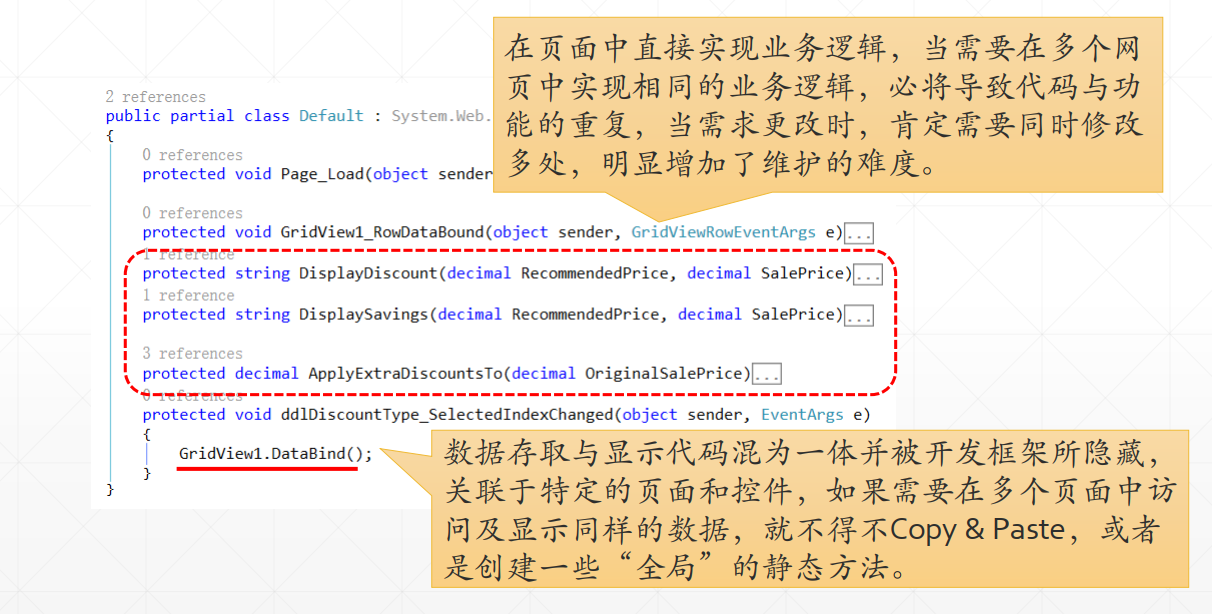 在页面中直接实现业务逻辑，当需要在多个网
页中实现相同的业务逻辑，必将导致代码与功
能的重复，当需求更改时，肯定需要同时修改
多处，明显增加了维护的难度。
2 references
public partial class Default : System.Web.
{
0 references
protected void Page_Load(object sender
0 references
protected void GridView1_RowDataBound(object sender, GridViewRowEventArgs e)...
1 reference
protected string DisplayDiscount(decimal RecommendedPrice, decimal SalePrice)...
1 reference
protected string DisplaySavings(decimal RecommendedPrice, decimal SalePrice)...
3 references
protected decimal ApplyExtraDiscountsTo(decimal OriginalSalePrice)...
0 references
protected void ddlDiscountType_SelectedIndexChanged(object sender, EventArgs e)
{
GridView1.DataBind();
}
}
数据存取与显示代码混为一体并被开发框架所隐藏，
关联于特定的页面和控件，如果需要在多个页面中访
问及显示同样的数据，就不得不Copy & Paste，或者
是创建一些“全局”的静态方法。